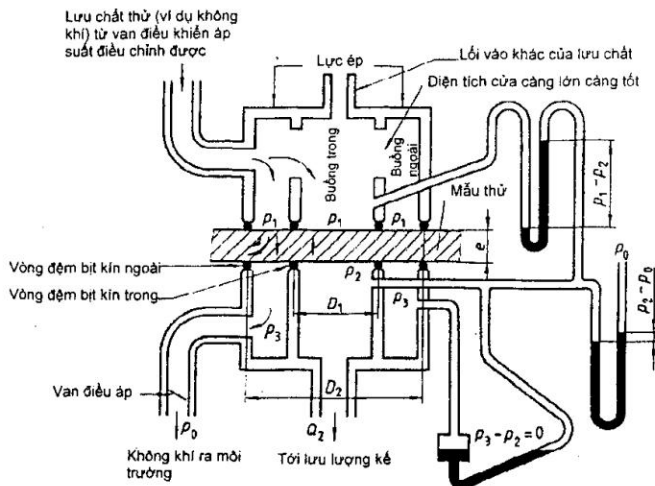 Lưu chất thử (ví dụ không
khí) từ van điều khiển áp
suất điều chỉnh được
Lực ép
Lối vào khác của lưu chất
Diện tích cửa càng lớn càng tốt
Buồng trong
Buồng
ngoài
p₁ – p₂
Mẫu thử
p₁
p₁
p₁
e
p₀
Vòng đệm bịt kín ngoài
p₂
Vòng đệm bịt kín trong
D₁
p₃
p₃
p₂–p₀
Van điều áp
D₂
p₀
Q₂
p₃–p₂=0
Không khí ra môi
trường
Tới lưu lượng kế